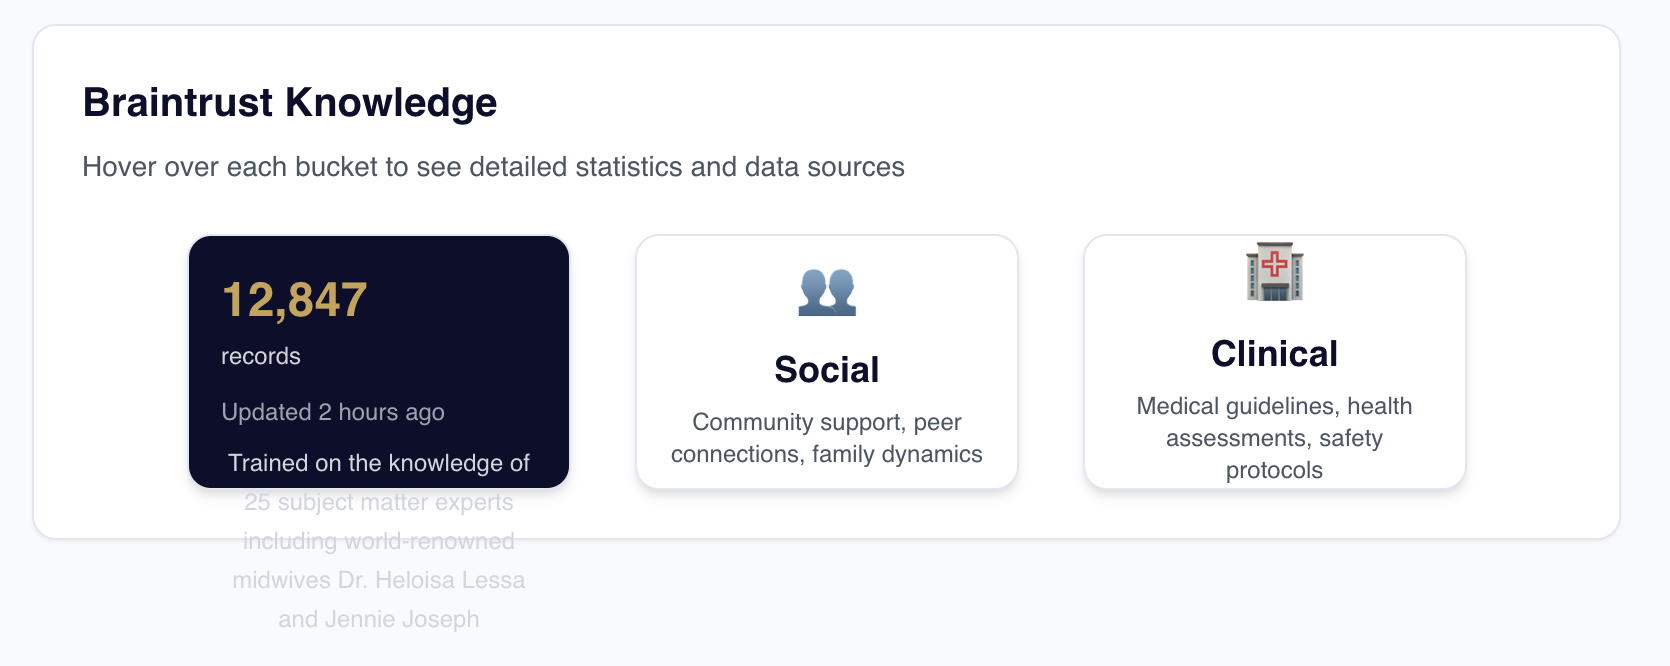 Braintrust Knowledge
Hover over each bucket to see detailed statistics and data sources
12,847
records
Updated 2 hours ago
Trained on the knowledge of
25 subject matter experts
including world-renowned
midwives Dr. Heloisa Lessa
and Jennie Joseph
Social
Community support, peer
connections, family dynamics
Clinical
Medical guidelines, health
assessments, safety
protocols